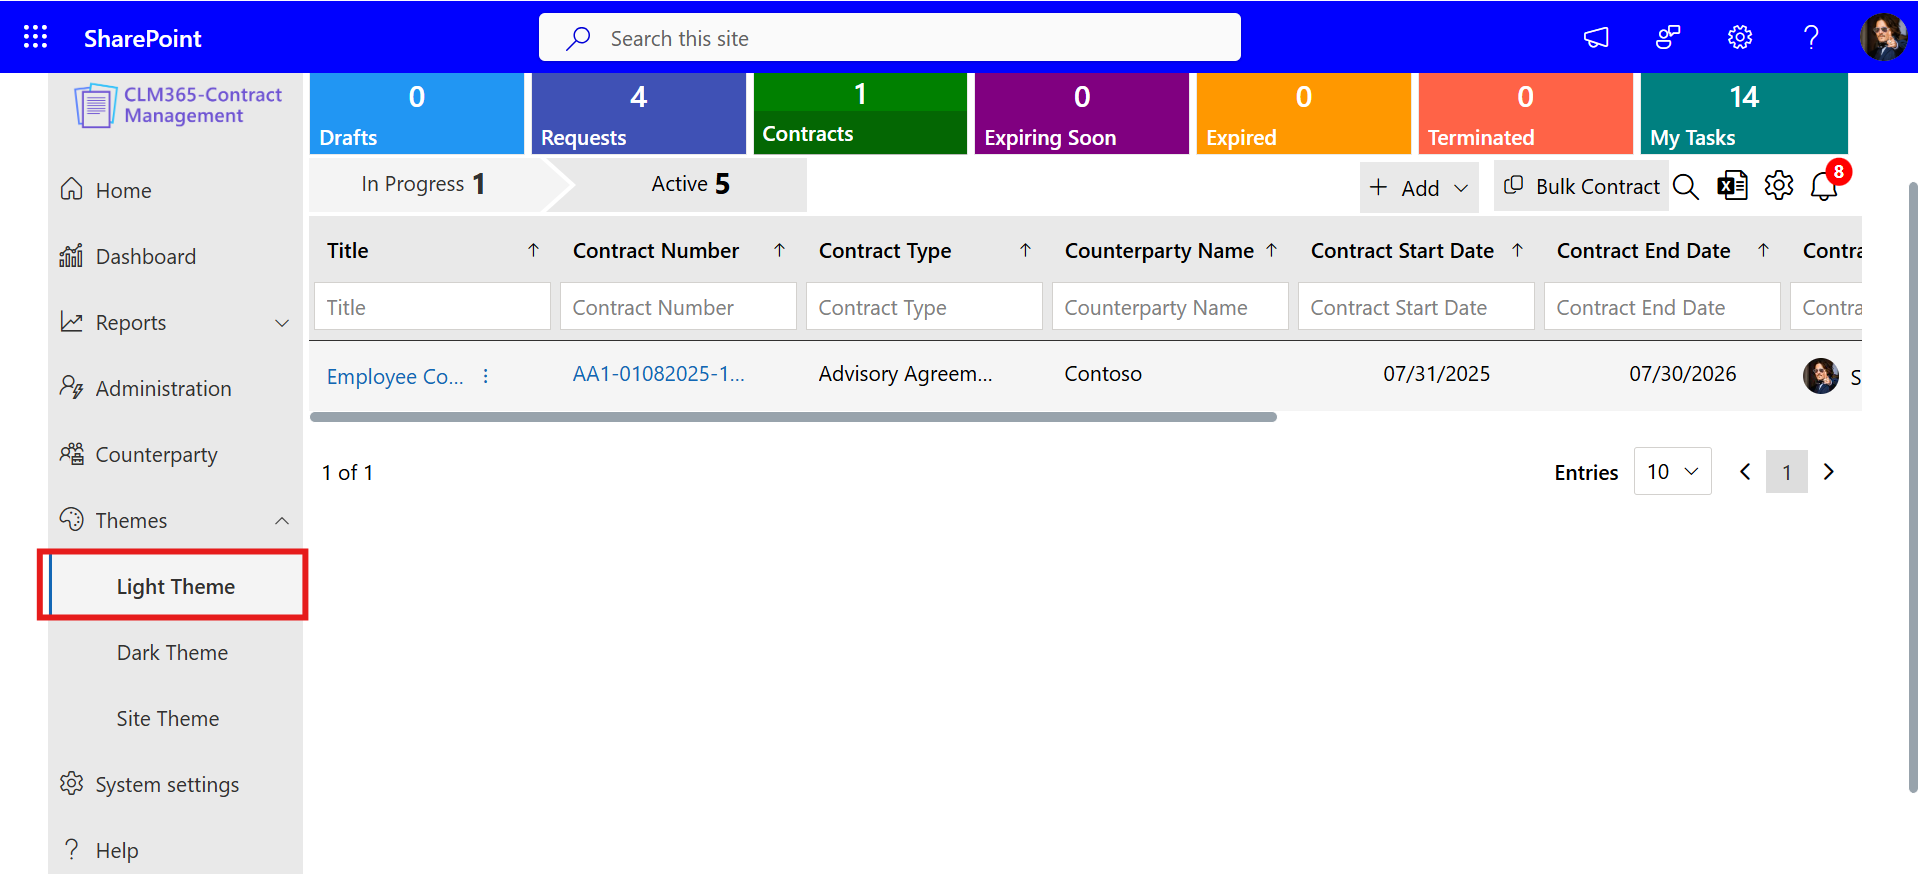 SharePoint
Search this site
CLM365-Contract
Management
Home
Dashboard
Reports
Administration
Counterparty
Themes
Light Theme
Dark Theme
Site Theme
System settings
Help
0
Drafts
4
Requests
1
Contracts
0
Expiring Soon
0
Expired
0
Terminated
14
My Tasks
In Progress 1
Active 5
Add
Bulk Contract
8
Title
Contract Number
Contract Type
Counterparty Name
Contract Start Date
Contract End Date
Contra
Title
Contract Number
Contract Type
Counterparty Name
Contract Start Date
Contract End Date
Contra
Employee Co...
AA1-01082025-1...
Advisory Agreem...
Contoso
07/31/2025
07/30/2026
S
1 of 1
Entries
10
1